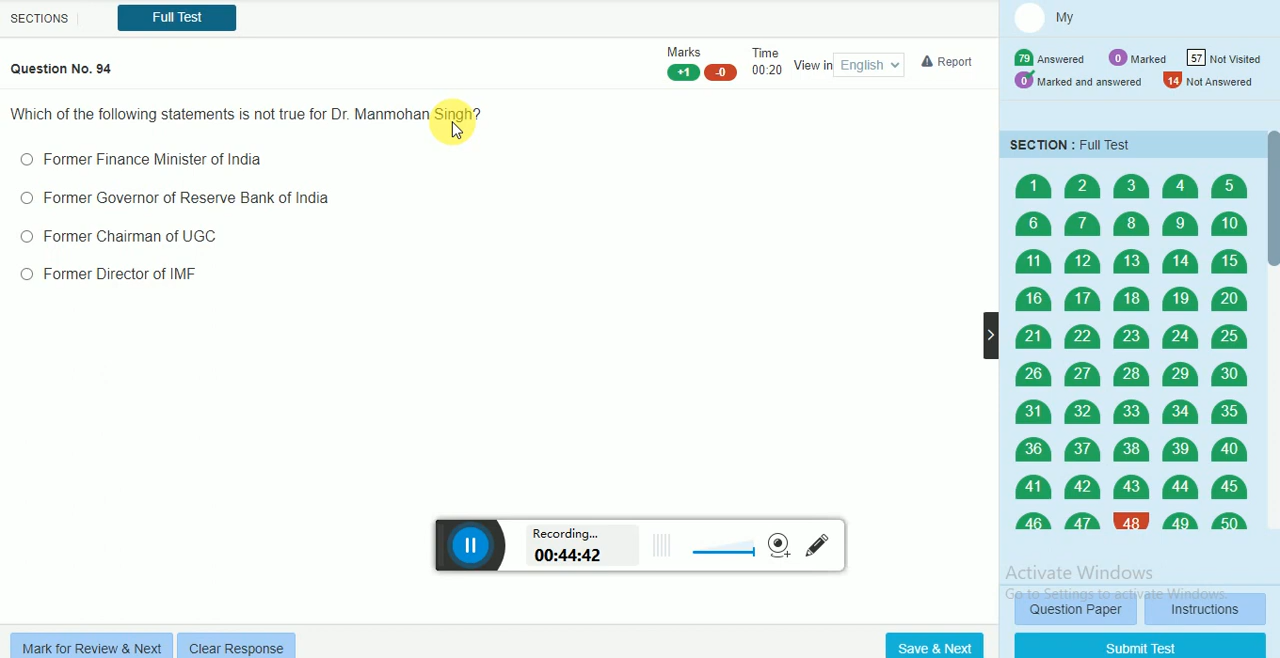 SECTIONS
Full Test
My
Question No. 94
Marks
+1
-0
Time
00:20
View in
English
Report
79 Answered
0 Marked
57 Not Visited
0 Marked and answered
14 Not Answered
Which of the following statements is not true for Dr. Manmohan Singh?
Former Finance Minister of India
Former Governor of Reserve Bank of India
Former Chairman of UGC
Former Director of IMF
SECTION : Full Test
1 2 3 4 5
6 7 8 9 10
11 12 13 14 15
16 17 18 19 20
21 22 23 24 25
26 27 28 29 30
31 32 33 34 35
36 37 38 39 40
41 42 43 44 45
46 47 48 49 50
Recording...
00:44:42
Activate Windows
Go to Settings to activate Windows.
Question Paper
Instructions
Mark for Review & Next
Clear Response
Save & Next
Submit Test